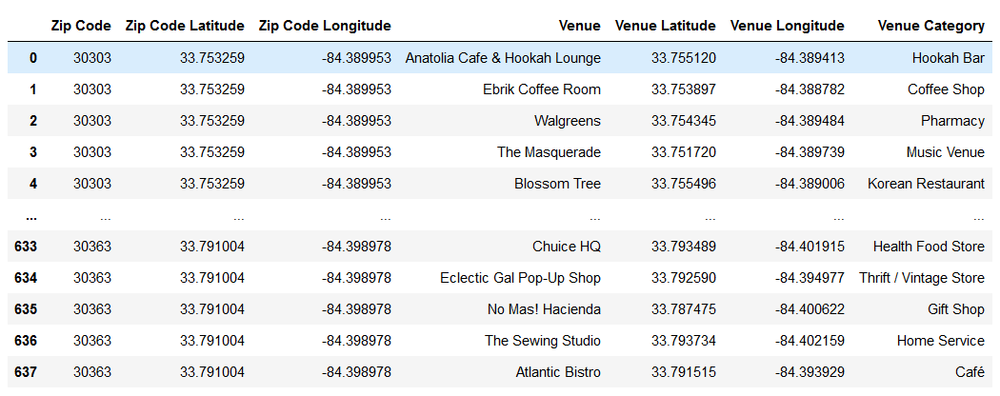 Zip Code Zip Code Latitude Zip Code Longitude Venue Venue Latitude Venue Longitude Venue Category
0 30303 33.753259 -84.389953 Anatolia Cafe & Hookah Lounge 33.755120 -84.389413 Hookah Bar
1 30303 33.753259 -84.389953 Ebrik Coffee Room 33.753897 -84.388782 Coffee Shop
2 30303 33.753259 -84.389953 Walgreens 33.754345 -84.389484 Pharmacy
3 30303 33.753259 -84.389953 The Masquerade 33.751720 -84.389739 Music Venue
4 30303 33.753259 -84.389953 Blossom Tree 33.755496 -84.389006 Korean Restaurant
... ... ... ... ... ... ... ...
633 30363 33.791004 -84.398978 Chuice HQ 33.793489 -84.401915 Health Food Store
634 30363 33.791004 -84.398978 Eclectic Gal Pop-Up Shop 33.792590 -84.394977 Thrift / Vintage Store
635 30363 33.791004 -84.398978 No Mas! Hacienda 33.787475 -84.400622 Gift Shop
636 30363 33.791004 -84.398978 The Sewing Studio 33.793734 -84.402159 Home Service
637 30363 33.791004 -84.398978 Atlantic Bistro 33.791515 -84.393929 Café